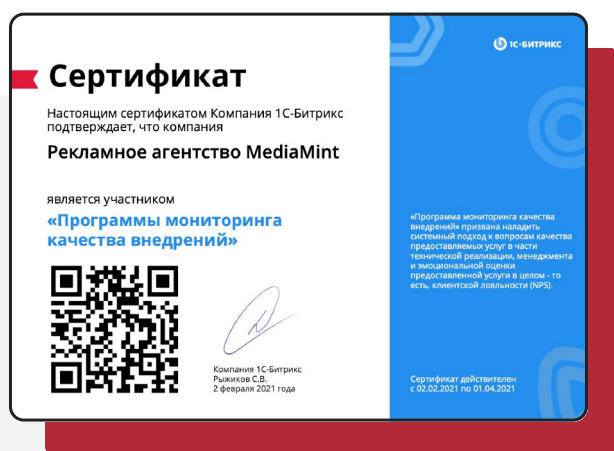 Сертификат
Настоящим сертификатом Компания 1С-Битрикс
подтверждает, что компания
Рекламное агентство MediaMint
является участником
«Программы мониторинга
качества внедрений»
Компания 1С-Битрикс
Рыжиков С.В.
2 февраля 2021 года
1С-БИТРИКС
«Программа мониторинга качества
внедрений» призвана наладить
системный подход к вопросам качества
предоставляемых услуг в части
технической реализации, менеджмента
и эмоциональной оценки
предоставленной услуги в целом - то
есть, клиентской лояльности (NPS).
Сертификат действителен
с 02.02.2021 по 01.04.2021